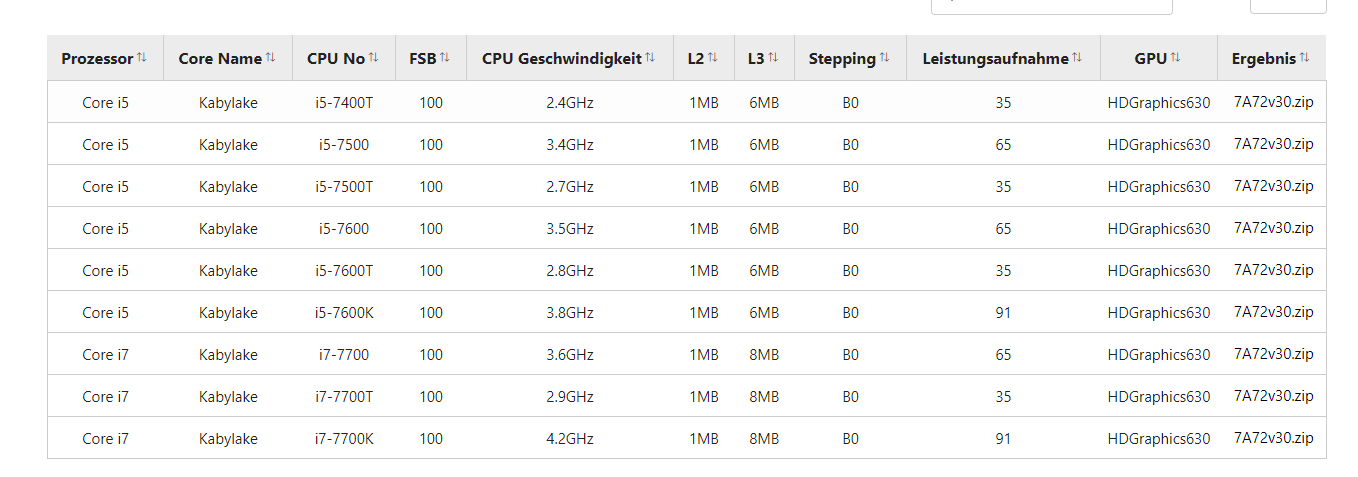 Prozessor Core Name CPU No FSB CPU Geschwindigkeit L2 L3 Stepping Leistungsaufnahme GPU Ergebnis
Core i5 Kabylake i5-7400T 100 2.4GHz 1MB 6MB B0 35 HDGraphics630 7A72v30.zip
Core i5 Kabylake i5-7500 100 3.4GHz 1MB 6MB B0 65 HDGraphics630 7A72v30.zip
Core i5 Kabylake i5-7500T 100 2.7GHz 1MB 6MB B0 35 HDGraphics630 7A72v30.zip
Core i5 Kabylake i5-7600 100 3.5GHz 1MB 6MB B0 65 HDGraphics630 7A72v30.zip
Core i5 Kabylake i5-7600T 100 2.8GHz 1MB 6MB B0 35 HDGraphics630 7A72v30.zip
Core i5 Kabylake i5-7600K 100 3.8GHz 1MB 6MB B0 91 HDGraphics630 7A72v30.zip
Core i7 Kabylake i7-7700 100 3.6GHz 1MB 8MB B0 65 HDGraphics630 7A72v30.zip
Core i7 Kabylake i7-7700T 100 2.9GHz 1MB 8MB B0 35 HDGraphics630 7A72v30.zip
Core i7 Kabylake i7-7700K 100 4.2GHz 1MB 8MB B0 91 HDGraphics630 7A72v30.zip